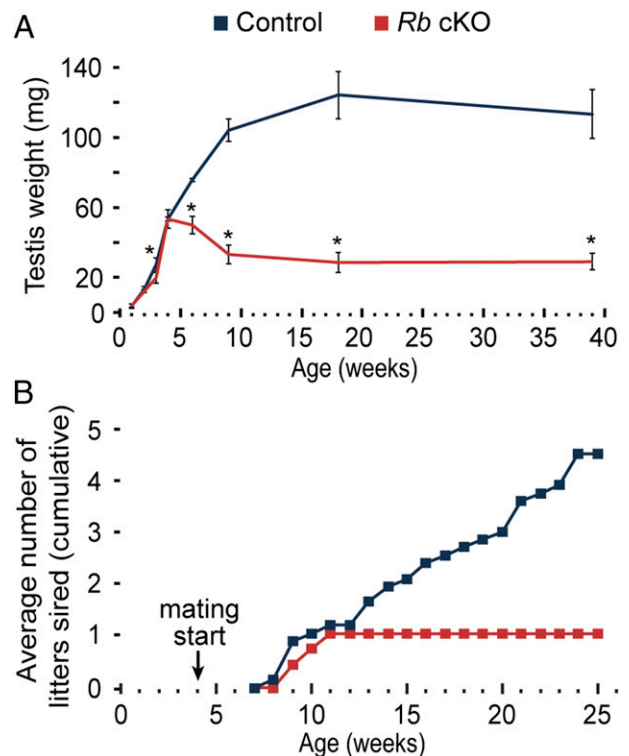 A
Control
Rb cKO
Testis weight (mg)
140
100
60
20
0
*
*
*
*
*
0
5
10
15
20
25
30
35
40
Age (weeks)
B
Average number of
litters sired (cumulative)
5
4
3
2
1
0
mating
start
0
5
10
15
20
25
Age (weeks)